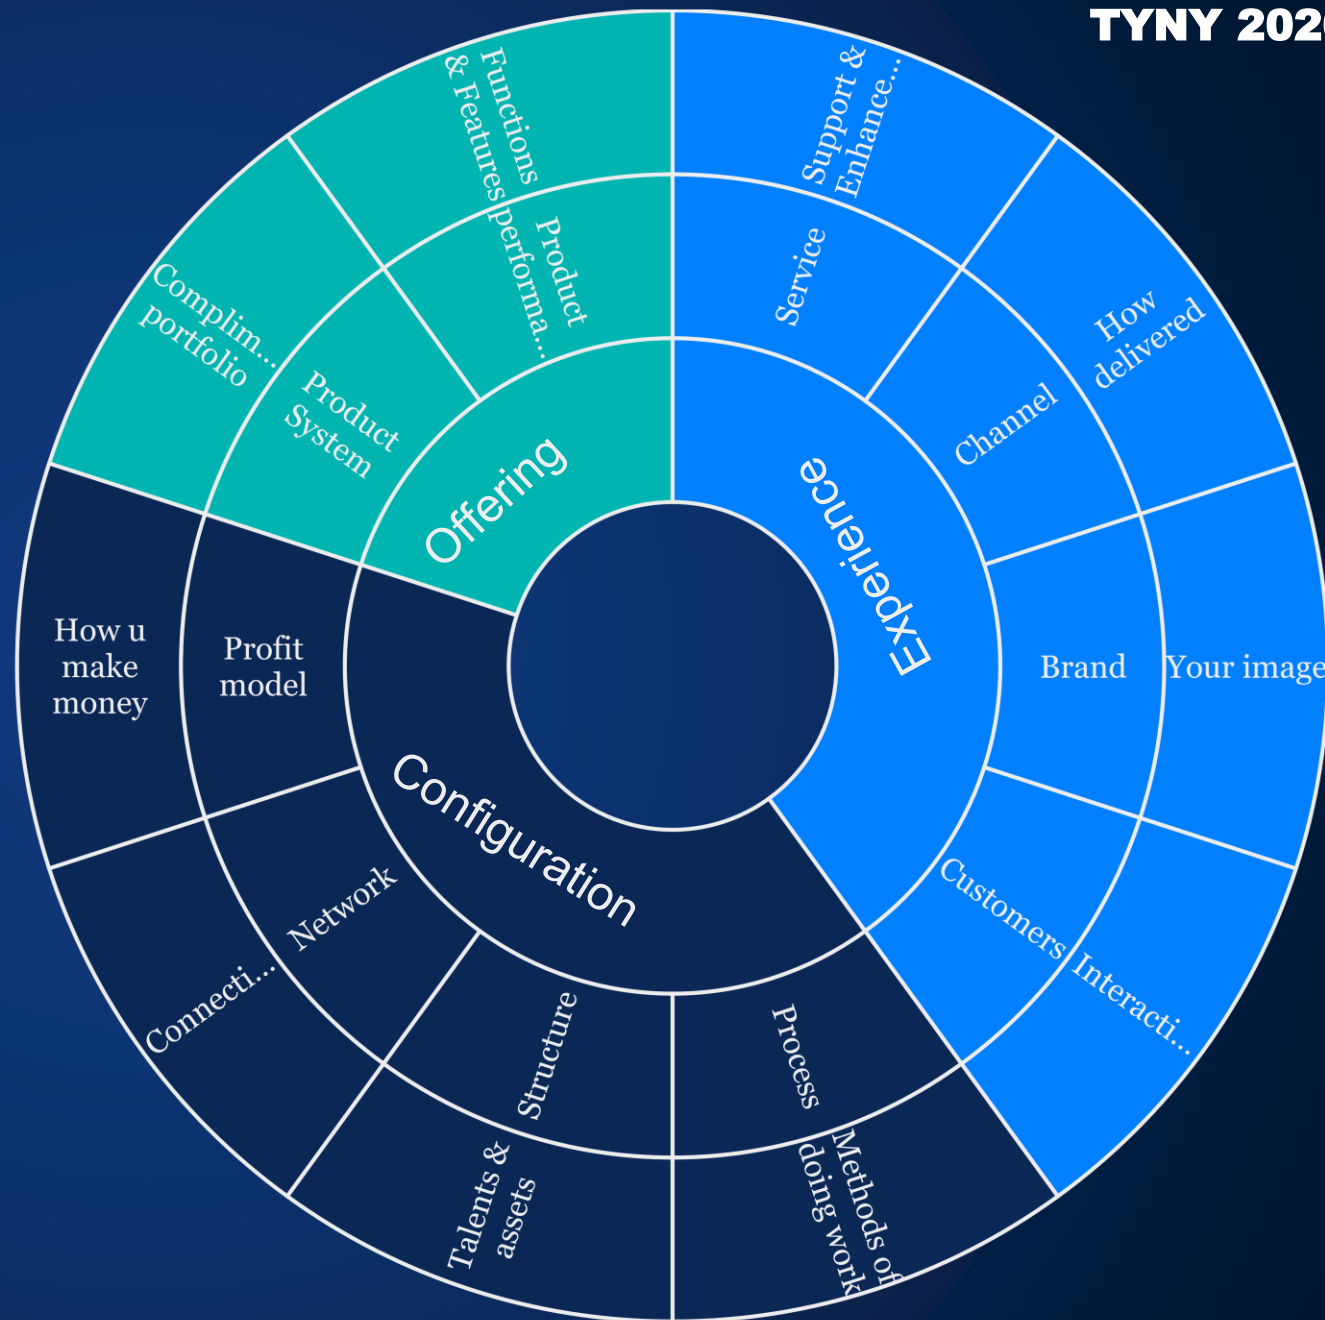 TYNY 202
Support &
Enhance...
Service
How
delivered
Channel
Experience
Your image
Brand
Interacti...
Customers
Methods of
doing work
Process
Talents &
assets
Structure
Connecti...
Network
Configuration
How u
make
money
Profit
model
Complim...
portfolio
Product
System
Offering
Functions
& Features
Product
performa...